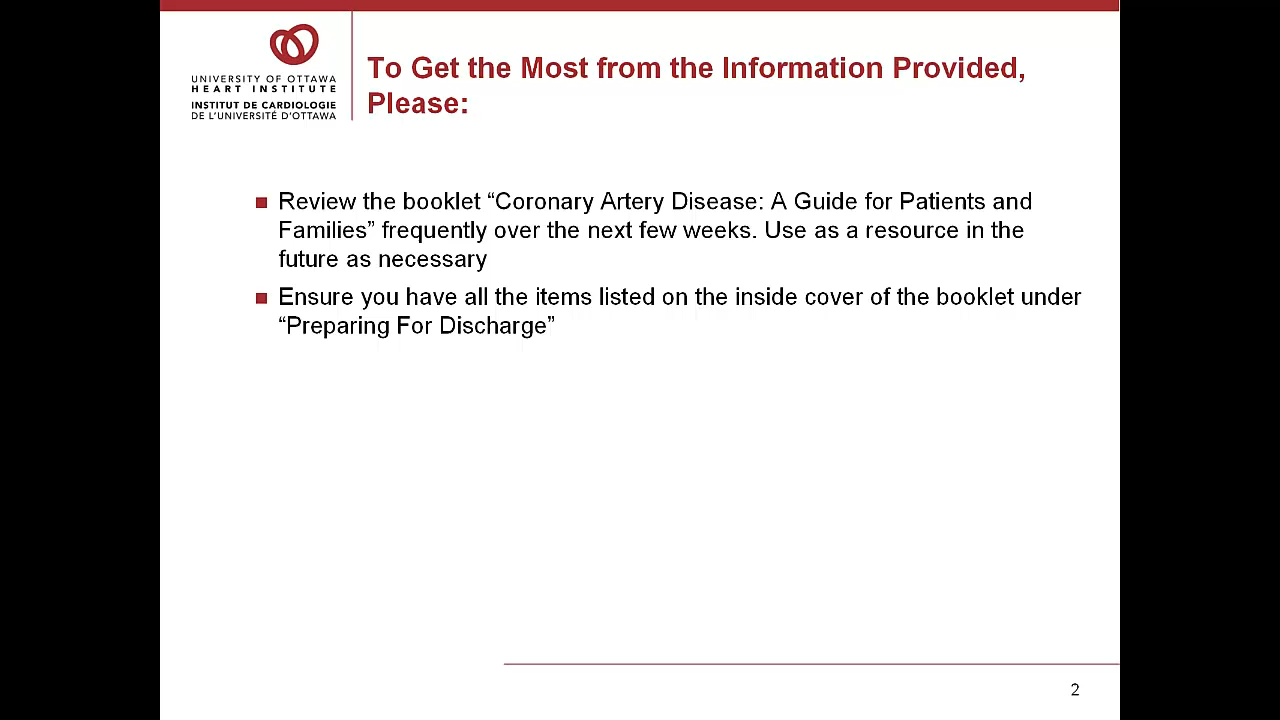 UNIVERSITY OF OTTAWA
HEART INSTITUTE
INSTITUT DE CARDIOLOGIE
DE L'UNIVERSITÉ D'OTTAWA
To Get the Most from the Information Provided,
Please:
Review the booklet “Coronary Artery Disease: A Guide for Patients and
Families” frequently over the next few weeks. Use as a resource in the
future as necessary
Ensure you have all the items listed on the inside cover of the booklet under
“Preparing For Discharge”
2